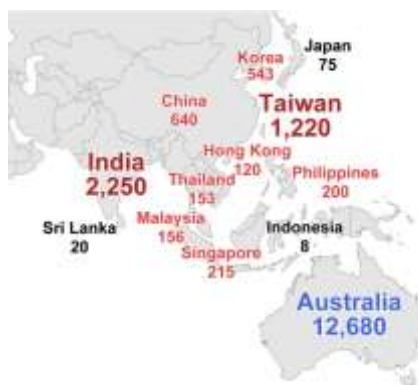 Japan
75
Korea
543
China
640
Taiwan
1,220
Hong Kong
120
India
2,250
Thailand
153
Philippines
200
Malaysia
156
Sri Lanka
20
Indonesia
8
Singapore
215
Australia
12,680